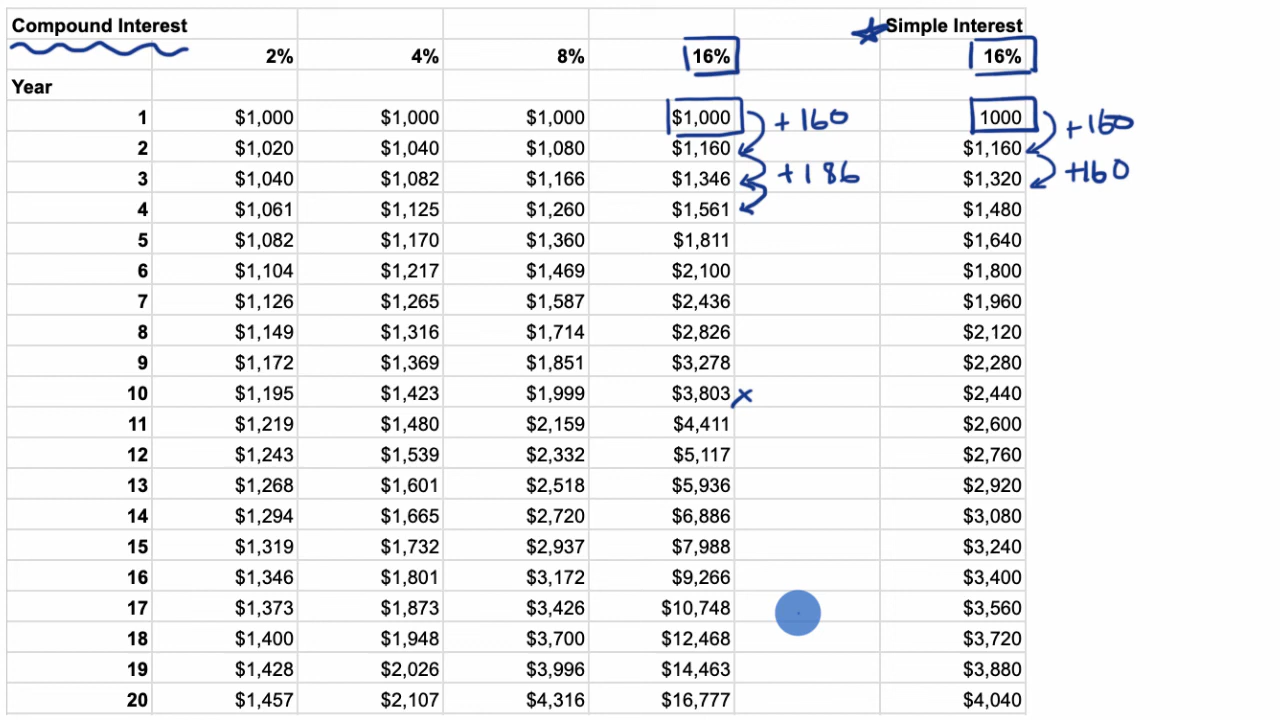 Compound Interest Simple Interest
2% 4% 8% 16% 16%
Year
1 $1,000 $1,000 $1,000 $1,000 +160 1000 +160
2 $1,020 $1,040 $1,080 $1,160 $1,160
3 $1,040 $1,082 $1,166 $1,346 +186 $1,320 +160
4 $1,061 $1,125 $1,260 $1,561 $1,480
5 $1,082 $1,170 $1,360 $1,811 $1,640
6 $1,104 $1,217 $1,469 $2,100 $1,800
7 $1,126 $1,265 $1,587 $2,436 $1,960
8 $1,149 $1,316 $1,714 $2,826 $2,120
9 $1,172 $1,369 $1,851 $3,278 $2,280
10 $1,195 $1,423 $1,999 $3,803 x $2,440
11 $1,219 $1,480 $2,159 $4,411 $2,600
12 $1,243 $1,539 $2,332 $5,117 $2,760
13 $1,268 $1,601 $2,518 $5,936 $2,920
14 $1,294 $1,665 $2,720 $6,886 $3,080
15 $1,319 $1,732 $2,937 $7,988 $3,240
16 $1,346 $1,801 $3,172 $9,266 $3,400
17 $1,373 $1,873 $3,426 $10,748 $3,560
18 $1,400 $1,948 $3,700 $12,468 $3,720
19 $1,428 $2,026 $3,996 $14,463 $3,880
20 $1,457 $2,107 $4,316 $16,777 $4,040